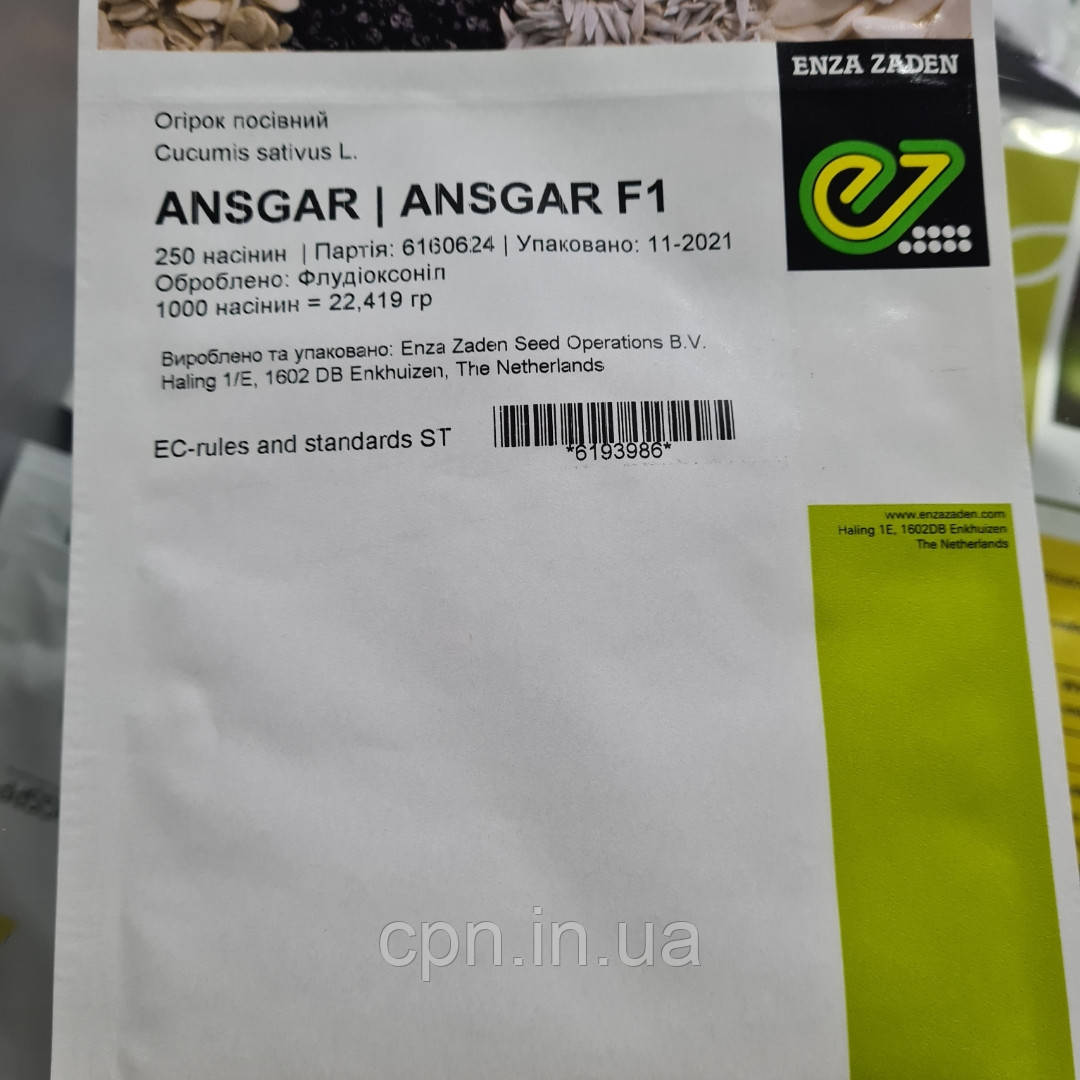 ENZA ZADEN
Огірок посівний
Cucumis sativus L.
ANSGAR | ANSGAR F1
250 насінин | Партія: 6160624 | Упаковано: 11-2021
Оброблено: Флудіоксоніл
1000 насінин = 22,419 гр
Вироблено та упаковано: Enza Zaden Seed Operations B.V.
Haling 1/E, 1602 DB Enkhuizen, The Netherlands
EC-rules and standards ST
*6193986*
www.enzazaden.com
Haling 1E, 1602DB Enkhuizen
The Netherlands
cpn.in.ua